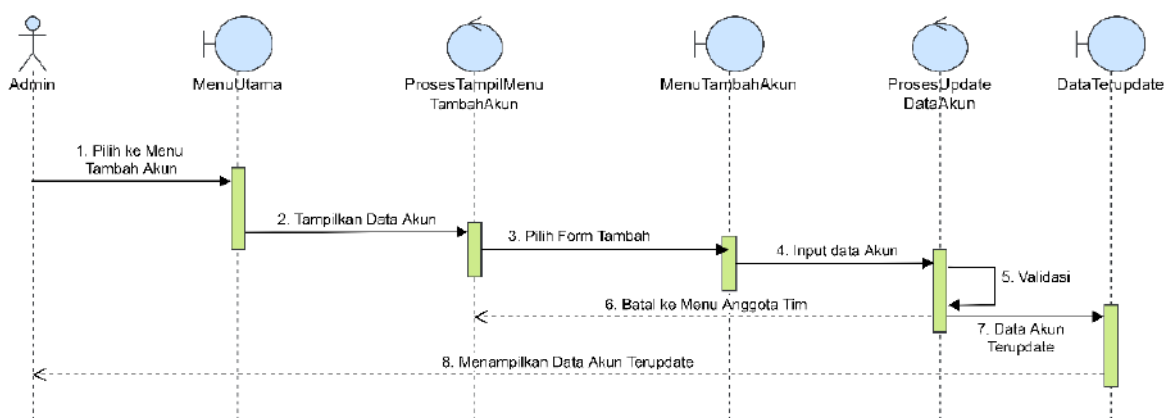 Admin
MenuUtama
ProsesTampilMenu
TambahAkun
MenuTambahAkun
ProsesUpdate
DataAkun
DataTerupdate
1. Pilih ke Menu
Tambah Akun
2. Tampilkan Data Akun
3. Pilih Form Tambah
4. Input data Akun
5. Validasi
6. Batal ke Menu Anggota Tim
7. Data Akun
Terupdate
8. Menampilkan Data Akun Terupdate